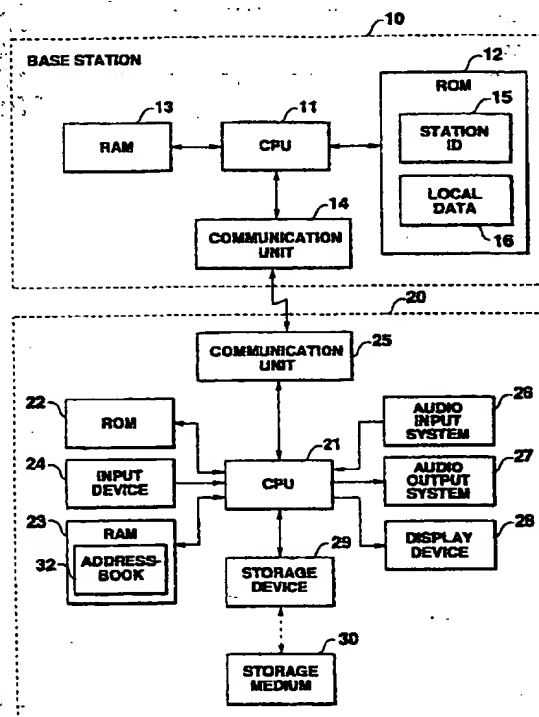 10
BASE STATION
12
ROM
13
11
15
RAM
CPU
STATION
ID
14
LOCAL
DATA
COMMUNICATION
UNIT
16
20
25
COMMUNICATION
UNIT
22
ROM
21
26
AUDIO
INPUT
SYSTEM
24
INPUT
DEVICE
CPU
27
AUDIO
OUTPUT
SYSTEM
23
RAM
29
28
32
ADDRESS-
BOOK
DISPLAY
DEVICE
STORAGE
DEVICE
30
STORAGE
MEDIUM